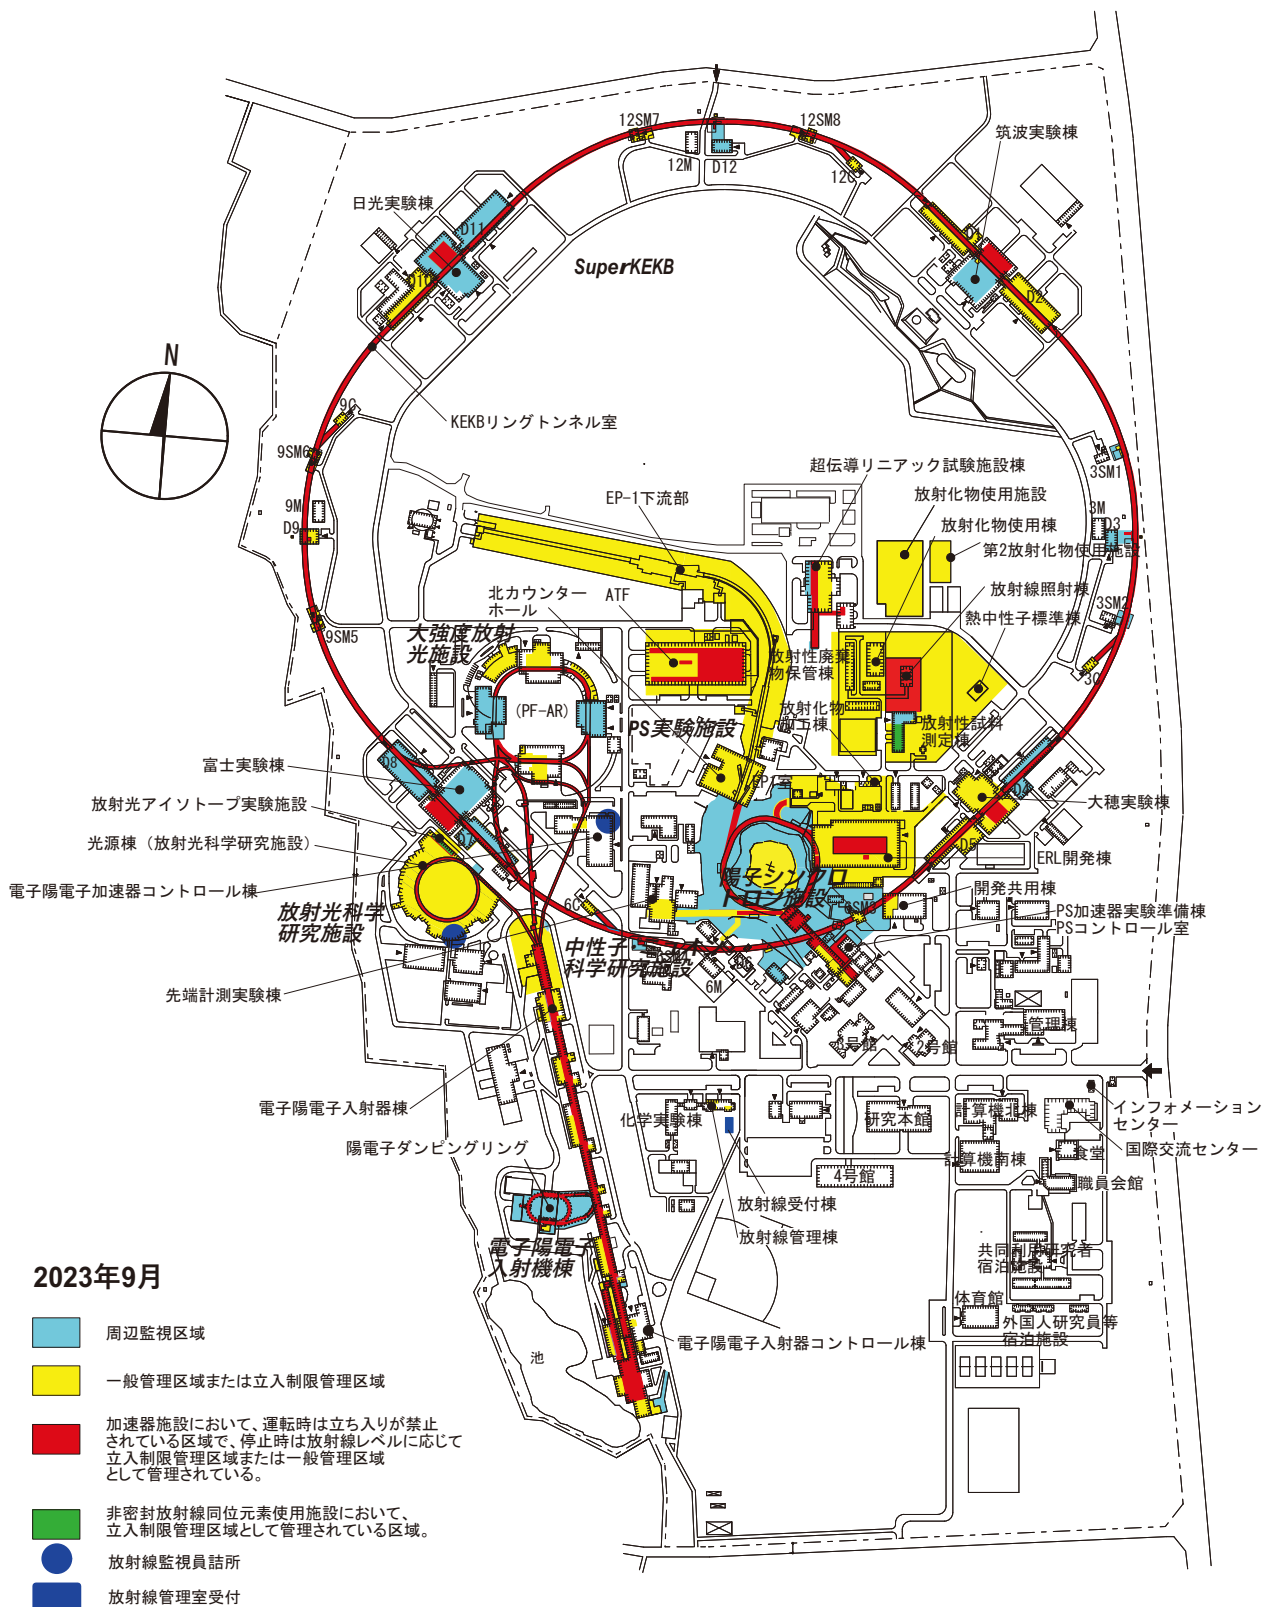 12SM7
12SM8
12M
D12
12C
筑波実験棟
日光実験棟
D11
D1
SuperKEKB
D10
D2
N
9C
KEKBリングトンネル室
9SM6
3SM1
超伝導リニアック試験施設棟
放射化物使用施設
EP-1下流部
9M
3M
放射化物使用棟
D9
D3
第2放射化物使用施設
北カウンター
ホール
ATF
放射線照射棟
3SM2
熱中性子標準棟
9SM5
大強度放射
光施設
放射性廃棄
物保管棟
3C
(PF-AR)
放射化物
加工棟
PS実験施設
放射性試料
測定棟
富士実験棟
D8
EP1室
D4
大穂実験棟
放射光アイソトープ実験施設
光源棟（放射光科学研究施設）
D7
D5
ERL開発棟
電子陽電子加速器コントロール棟
陽子シンクロ
トロン施設
開発共用棟
放射光科学
研究施設
6C
6SM3
PS加速器実験準備棟
PSコントロール室
中性子・ミュオン
科学研究施設
先端計測実験棟
6M
管理棟
3号館
2号館
電子陽電子入射器棟
化学実験棟
研究本館
計算機北棟
インフォメーション
センター
陽電子ダンピングリング
計算機南棟
食堂
国際交流センター
4号館
職員会館
放射線受付棟
放射線管理棟
電子陽電子
入射機棟
共同利用研究者
宿泊施設
2023年9月
体育館
外国人研究員等
宿泊施設
周辺監視区域
電子陽電子入射器コントロール棟
池
一般管理区域または立入制限管理区域
加速器施設において、運転時は立ち入りが禁止
されている区域で、停止時は放射線レベルに応じて
立入制限管理区域または一般管理区域
として管理されている。
非密封放射線同位元素使用施設において、
立入制限管理区域として管理されている区域。
放射線監視員詰所
放射線管理室受付